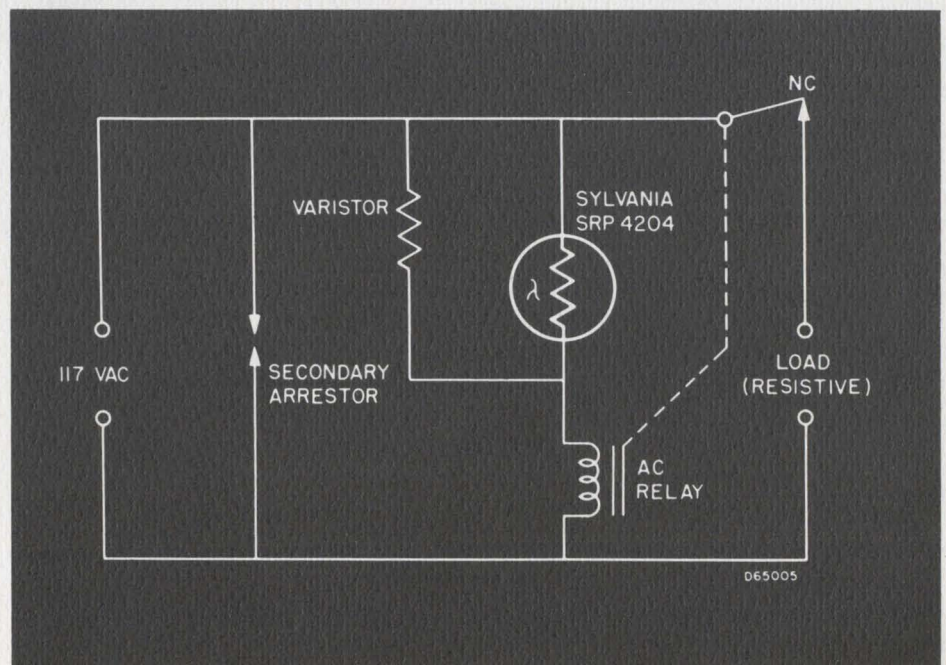 NC
VARISTOR
SYLVANIA
SRP 4204
λ
117 VAC
SECONDARY
ARRESTOR
LOAD
(RESISTIVE)
AC
RELAY
D65005